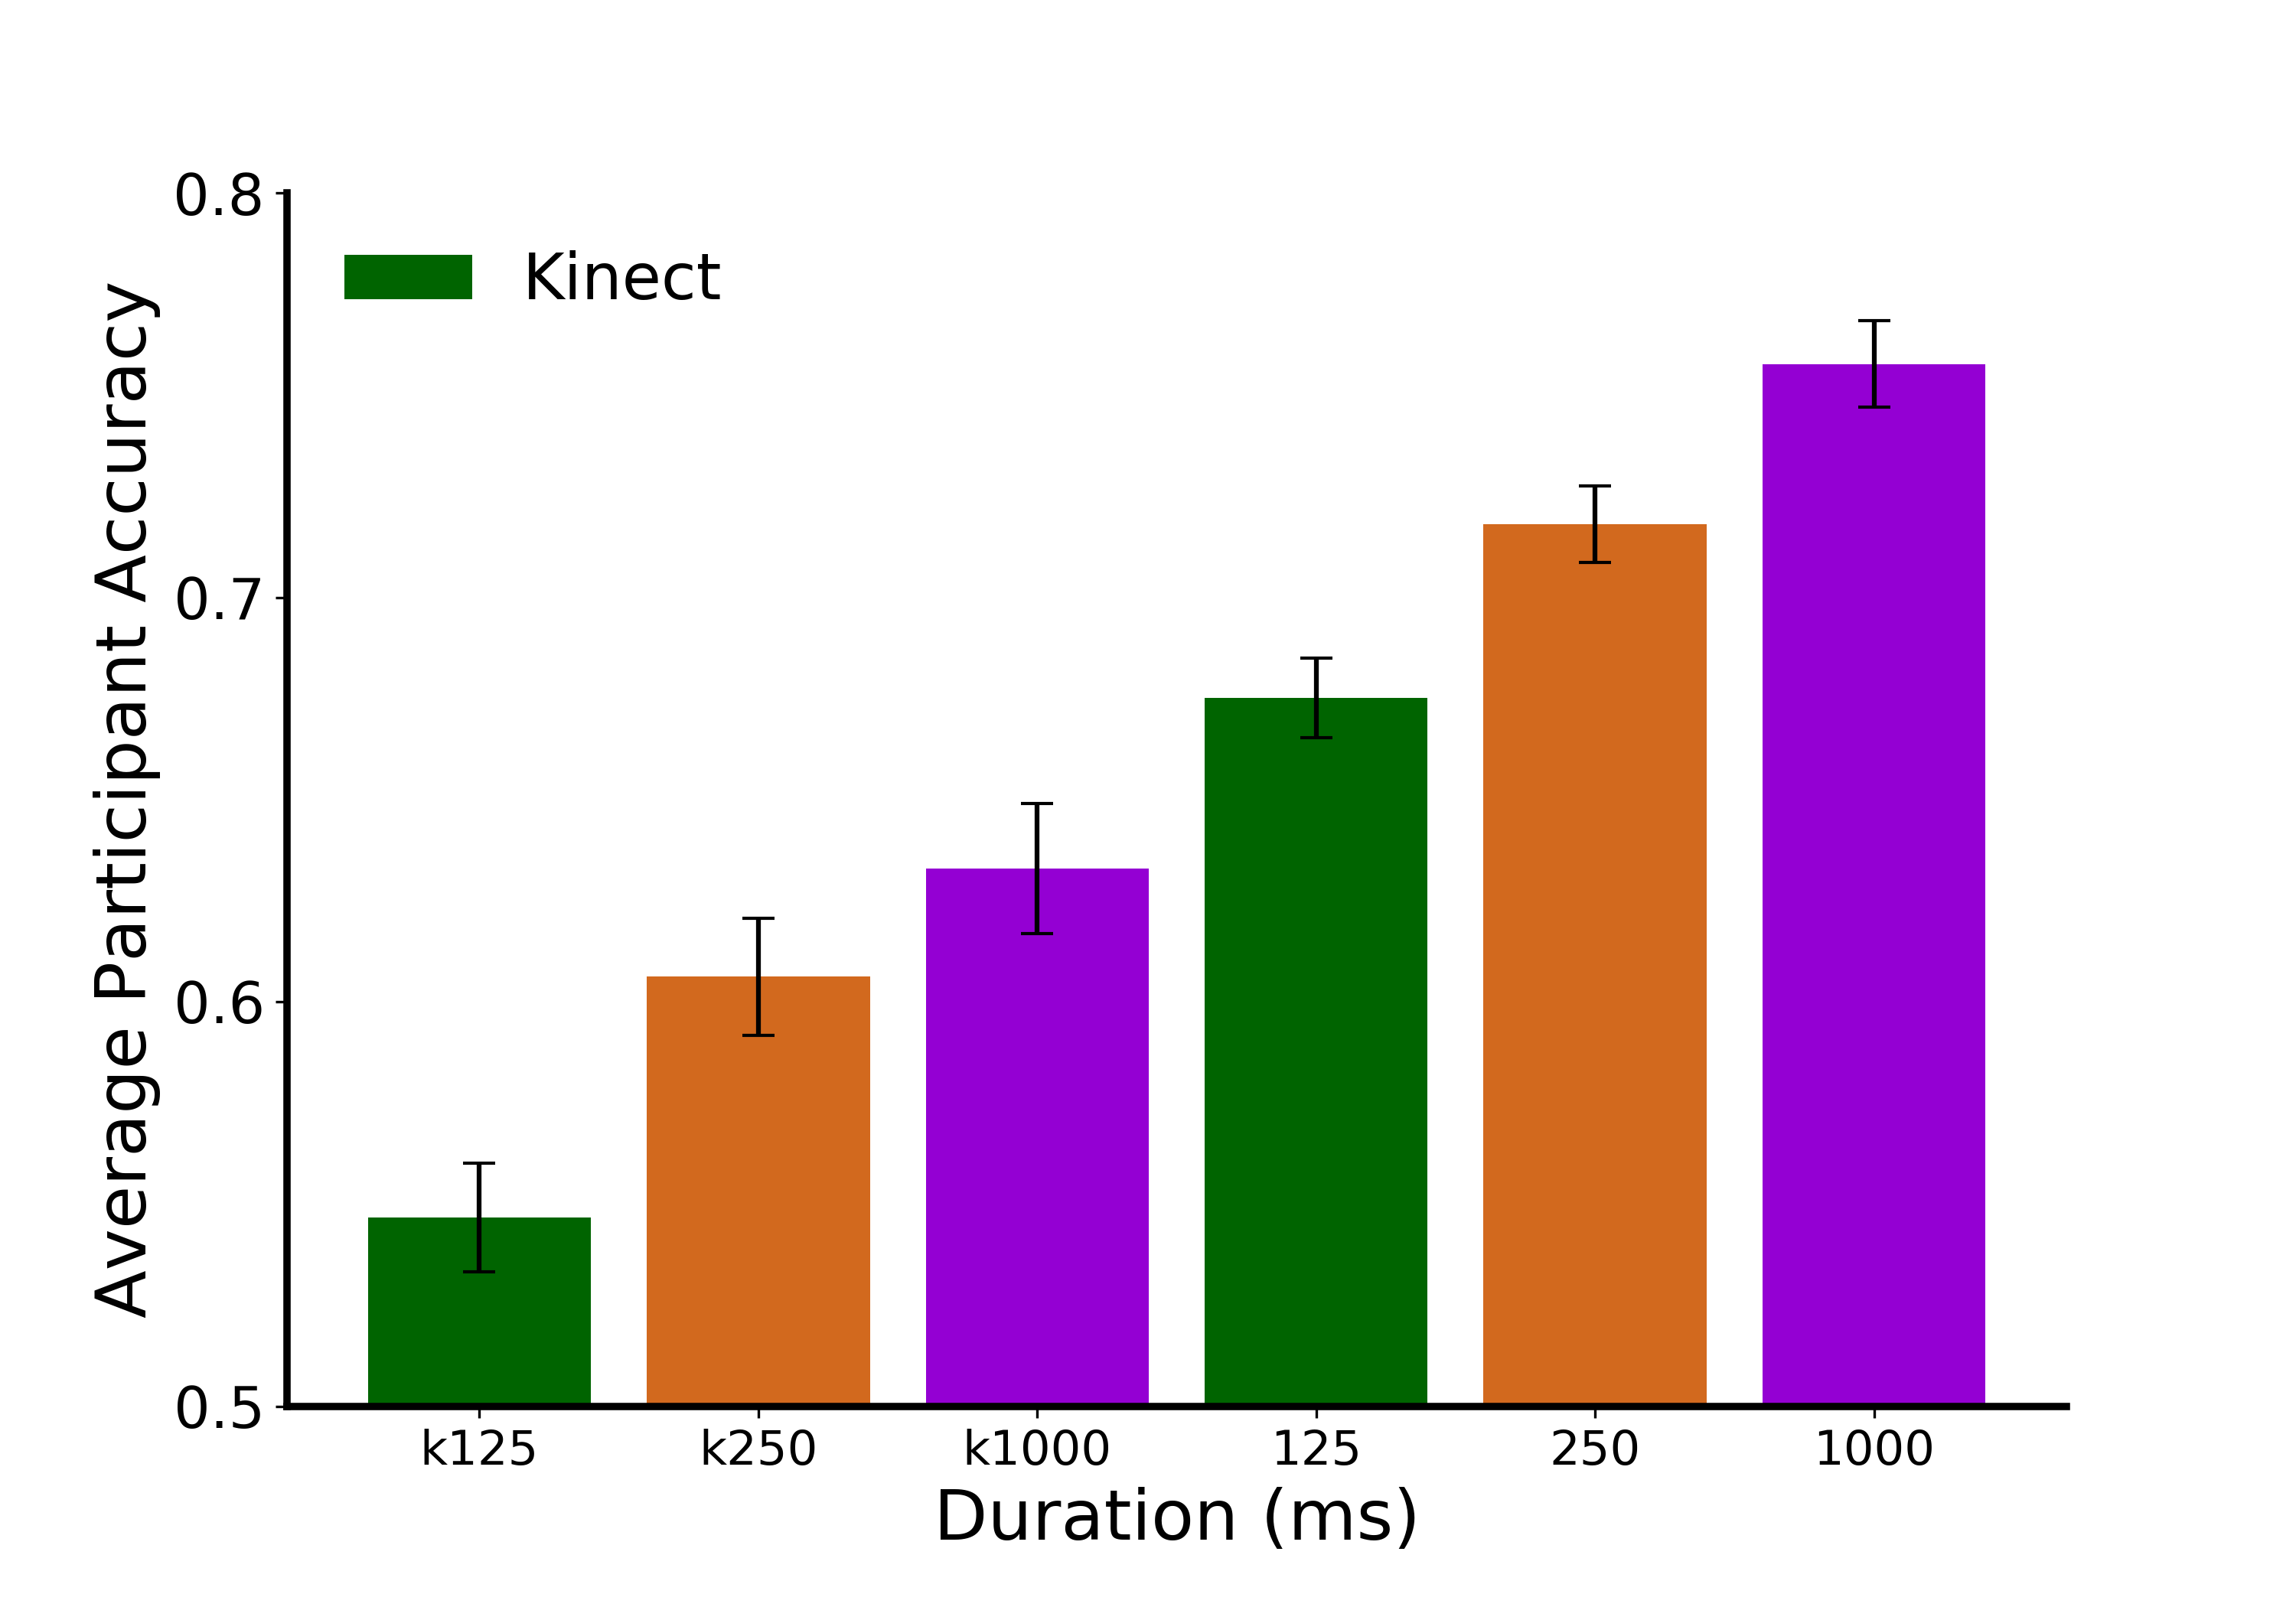 Average Participant Accuracy
0.8
0.7
0.6
0.5
Kinect
k125 k250 k1000 125 250 1000
Duration (ms)